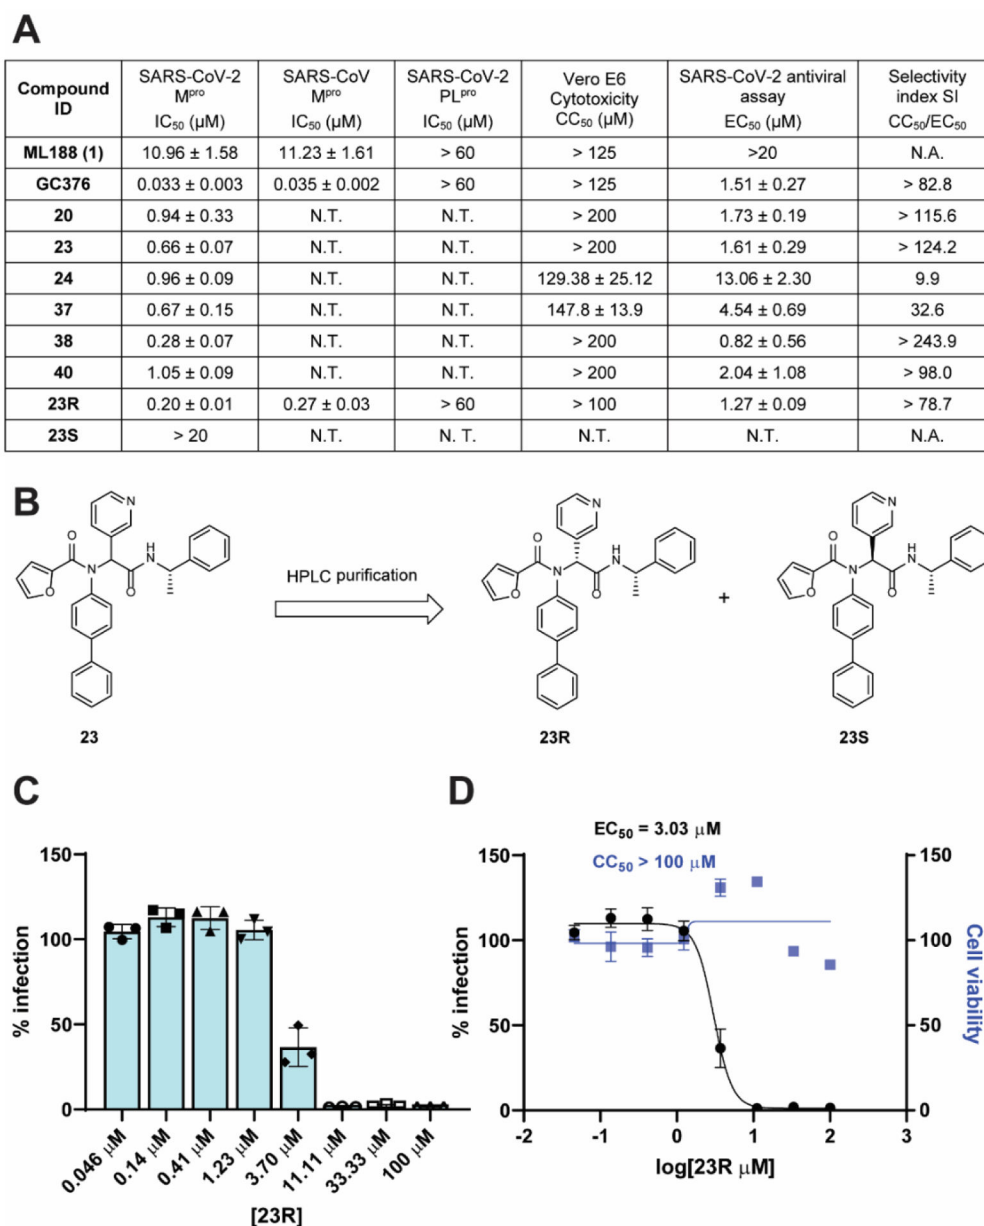 A
Compound ID | SARS-CoV-2 Mᵖʳᵒ IC₅₀ (µM) | SARS-CoV Mᵖʳᵒ IC₅₀ (µM) | SARS-CoV-2 PLᵖʳᵒ IC₅₀ (µM) | Vero E6 Cytotoxicity CC₅₀ (µM) | SARS-CoV-2 antiviral assay EC₅₀ (µM) | Selectivity index SI CC₅₀/EC₅₀
ML188 (1) | 10.96 ± 1.58 | 11.23 ± 1.61 | > 60 | > 125 | >20 | N.A.
GC376 | 0.033 ± 0.003 | 0.035 ± 0.002 | > 60 | > 125 | 1.51 ± 0.27 | > 82.8
20 | 0.94 ± 0.33 | N.T. | N.T. | > 200 | 1.73 ± 0.19 | > 115.6
23 | 0.66 ± 0.07 | N.T. | N.T. | > 200 | 1.61 ± 0.29 | > 124.2
24 | 0.96 ± 0.09 | N.T. | N.T. | 129.38 ± 25.12 | 13.06 ± 2.30 | 9.9
37 | 0.67 ± 0.15 | N.T. | N.T. | 147.8 ± 13.9 | 4.54 ± 0.69 | 32.6
38 | 0.28 ± 0.07 | N.T. | N.T. | > 200 | 0.82 ± 0.56 | > 243.9
40 | 1.05 ± 0.09 | N.T. | N.T. | > 200 | 2.04 ± 1.08 | > 98.0
23R | 0.20 ± 0.01 | 0.27 ± 0.03 | > 60 | > 100 | 1.27 ± 0.09 | > 78.7
23S | > 20 | N.T. | N. T. | N.T. | N.T. | N.A.
B
N O N H N O O
HPLC purification
N O N H N O O
+
N O N H N O O
23
23R
23S
C
% infection
150
100
50
0
0.046 µM 0.14 µM 0.41 µM 1.23 µM 3.70 µM 11.11 µM 33.33 µM 100 µM
[23R]
D
EC₅₀ = 3.03 µM
CC₅₀ > 100 µM
% infection
150
100
50
0
-2 -1 0 1 2 3
log[23R µM]
150
100
50
0
Cell viability